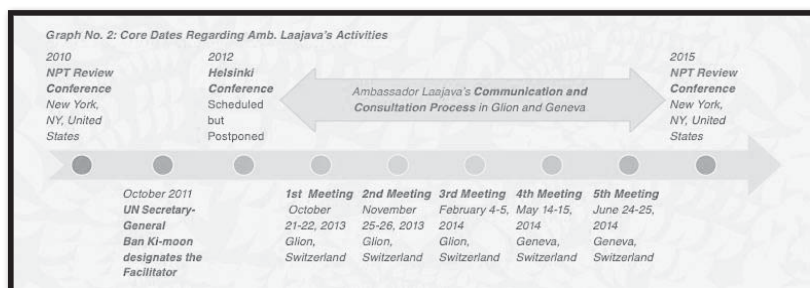 Graph No. 2: Core Dates Regarding Amb. Laajava's Activities
2010
NPT Review
Conference
New York,
NY, United
States
2012
Helsinki
Conference
Scheduled
but
Postponed
Ambassador Laajava's Communication and
Consultation Process in Glion and Geneva
2015
NPT Review
Conference
New York,
NY, United
States
October 2011
UN Secretary-
General
Ban Ki-moon
designates the
Facilitator
1st Meeting
October
21-22, 2013
Glion,
Switzerland
2nd Meeting
November
25-26, 2013
Glion,
Switzerland
3rd Meeting
February 4-5,
2014
Glion,
Switzerland
4th Meeting
May 14-15,
2014
Geneva,
Switzerland
5th Meeting
June 24-25,
2014
Geneva,
Switzerland